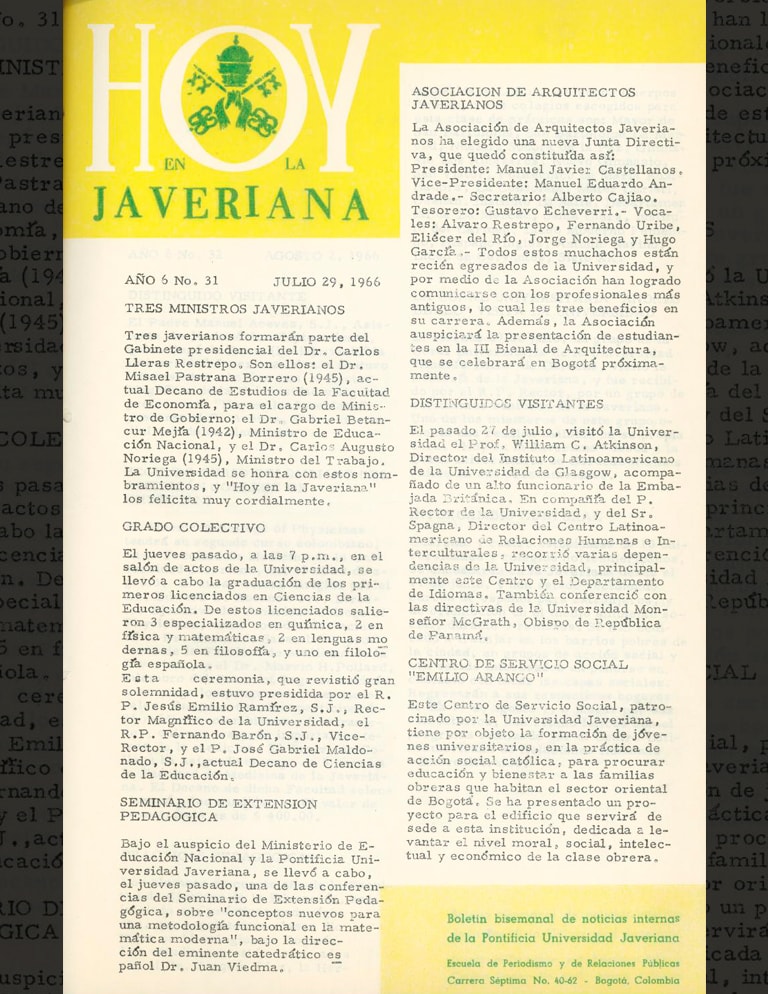 HOY
EN LA
JAVERIANA
AÑO 6 No. 31 JULIO 29, 1966
TRES MINISTROS JAVERIANOS
Tres javerianos formarán parte del
Gabinete presidencial del Dr. Carlos
Lleras Restrepo. Son ellos: el Dr.
Misael Pastrana Borrero (1945), ac-
tual Decano de Estudios de la Facultad
de Economía, para el cargo de Minis-
tro de Gobierno; el Dr. Gabriel Betan-
cur Mejía (1942), Ministro de Educa-
ción Nacional, y el Dr. Carlos Augusto
Noriega (1945), Ministro del Trabajo.
La Universidad se honra con estos nom-
bramientos, y "Hoy en la Javeriana"
los felicita muy cordialmente.
GRADO COLECTIVO
El jueves pasado, a las 7 p.m., en el
salón de actos de la Universidad, se
llevó a cabo la graduación de los pri-
meros licenciados en Ciencias de la
Educación. De estos licenciados salie-
ron 3 especializados en química, 2 en
física y matemáticas, 2 en lenguas mo
dernas, 5 en filosofía, y uno en filolo-
gía española.
Esta ceremonia, que revistió gran
solemnidad, estuvo presidida por el R.
P. Jesús Emilio Ramírez, S.J., Rec-
tor Magnífico de la Universidad, el
R.P. Fernando Barón, S.J., Vice-
Rector, y el P. José Gabriel Maldo-
nado, S.J.,actual Decano de Ciencias
de la Educación.
SEMINARIO DE EXTENSION
PEDAGOGICA
Bajo el auspicio del Ministerio de E-
ducación Nacional y la Pontificia Uni-
versidad Javeriana, se llevó a cabo,
el jueves pasado, una de las conferen-
cias del Seminario de Extensión Peda-
gógica, sobre "conceptos nuevos para
una metodología funcional en la mate-
mática moderna", bajo la direc-
ción del eminente catedrático es
pañol Dr. Juan Viedma.
ASOCIACION DE ARQUITECTOS
JAVERIANOS
La Asociación de Arquitectos Javeria-
nos ha elegido una nueva Junta Directi-
va, que quedó constituída así:
Presidente: Manuel Javier Castellanos.
Vice-Presidente: Manuel Eduardo An-
drade.- Secretario: Alberto Cajiao.
Tesorero: Gustavo Echeverri.- Voca-
les: Alvaro Restrepo, Fernando Uribe,
Eliécer del Río, Jorge Noriega y Hugo
García.- Todos estos muchachos están
recién egresados de la Universidad, y
por medio de la Asociación han logrado
comunicarse con los profesionales más
antiguos, lo cual les trae beneficios en
su carrera. Además, la Asociación
auspiciará la presentación de estudian-
tes en la III Bienal de Arquitectura,
que se celebrará en Bogotá próxima-
mente.
DISTINGUIDOS VISITANTES
El pasado 27 de julio, visitó la Univer-
sidad el Prof. William C. Atkinson,
Director del Instituto Latinoamericano
de la Universidad de Glasgow, acompa-
ñado de un alto funcionario de la Emba-
jada Británica. En compañía del P.
Rector de la Universidad, y del Sr.
Spagna, Director del Centro Latinoa-
mericano de Relaciones Humanas e In-
terculturales, recorrió varias depen-
dencias de la Universidad, principal-
mente este Centro y el Departamento
de Idiomas. También conferenció con
las directivas de la Universidad Mon-
señor McGrath, Obispo de República
de Panamá.
CENTRO DE SERVICIO SOCIAL
"EMILIO ARANGO"
Este Centro de Servicio Social, patro-
cinado por la Universidad Javeriana,
tiene por objeto la formación de jóve-
nes universitarios, en la práctica de
acción social católica, para procurar
educación y bienestar a las familias
obreras que habitan el sector oriental
de Bogotá. Se ha presentado un pro-
yecto para el edificio que servirá de
sede a esta institución, dedicada a le-
vantar el nivel moral, social, intelec-
tual y económico de la clase obrera.
Boletín bisemanal de noticias internas
de la Pontificia Universidad Javeriana
Escuela de Periodismo y de Relaciones Públicas
Carrera Séptima No. 40-62 - Bogotá, Colombia